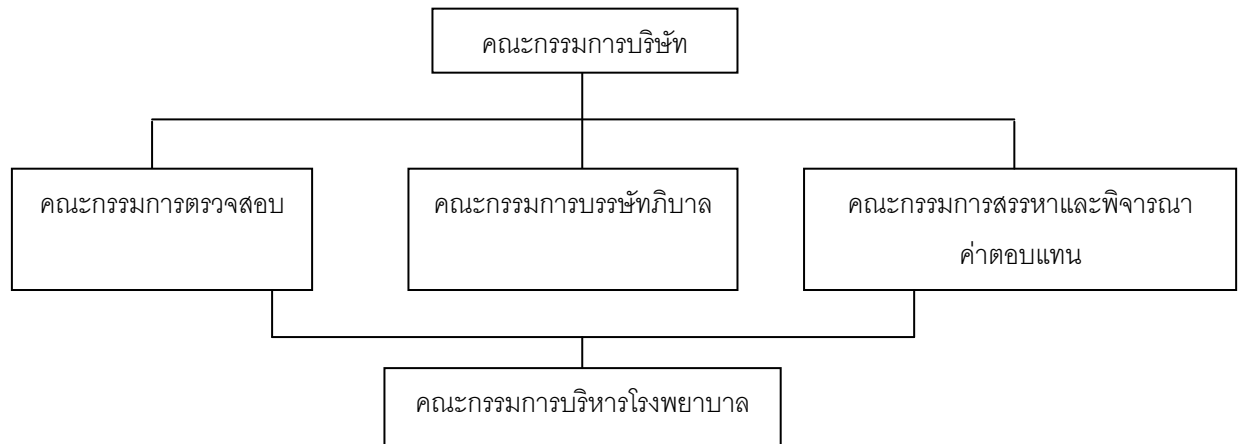 คณะกรรมการบริษัท
คณะกรรมการตรวจสอบ
คณะกรรมการบรรษัทภิบาล
คณะกรรมการสรรหาและพิจารณา
ค่าตอบแทน
คณะกรรมการบริหารโรงพยาบาล